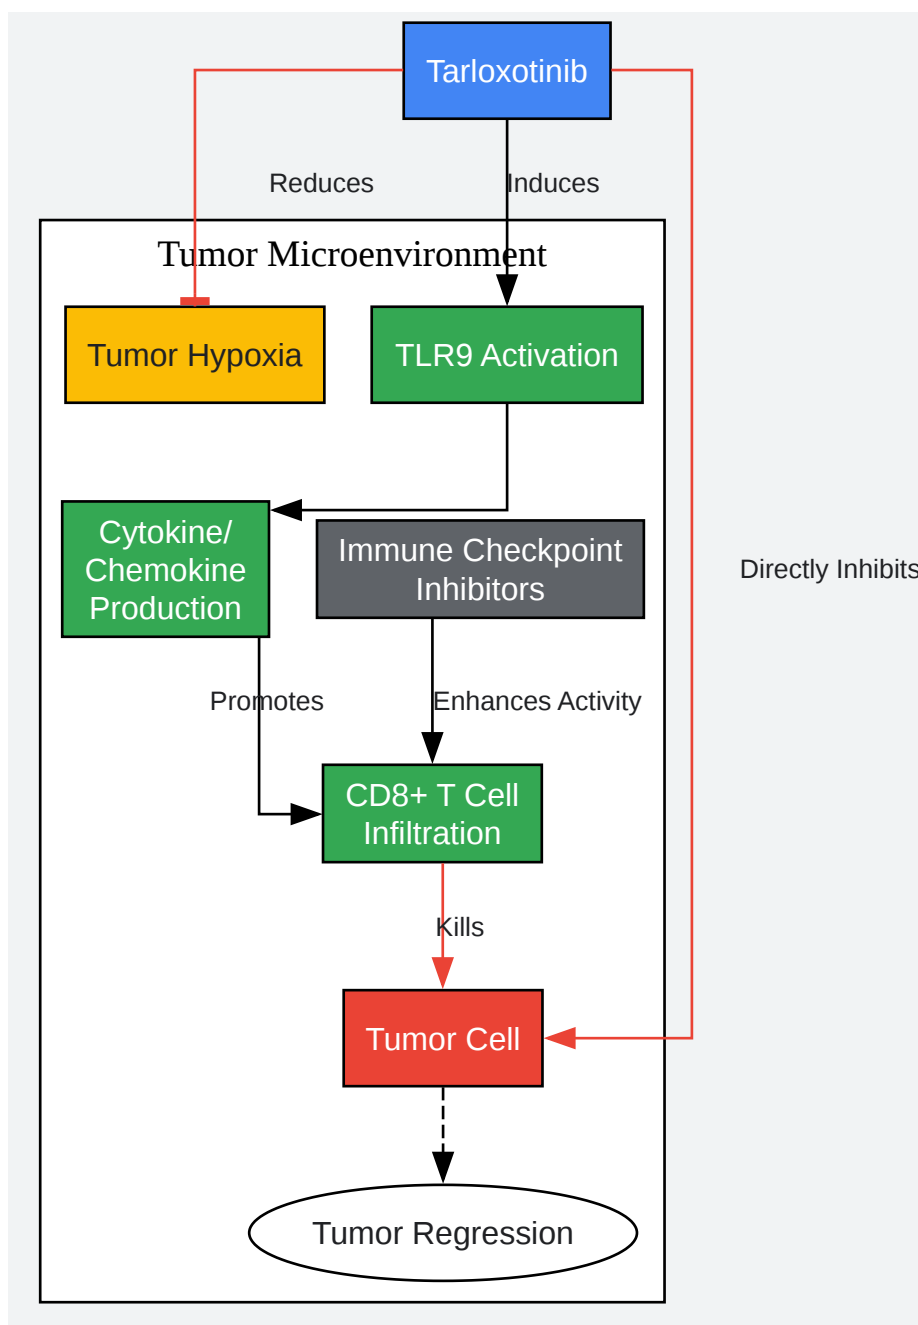 Tarloxotinib
Reduces
Induces
Tumor Microenvironment
Tumor Hypoxia
TLR9 Activation
Cytokine/
Chemokine
Production
Immune Checkpoint
Inhibitors
Directly Inhibits
Promotes
Enhances Activity
CD8+ T Cell
Infiltration
Kills
Tumor Cell
Tumor Regression